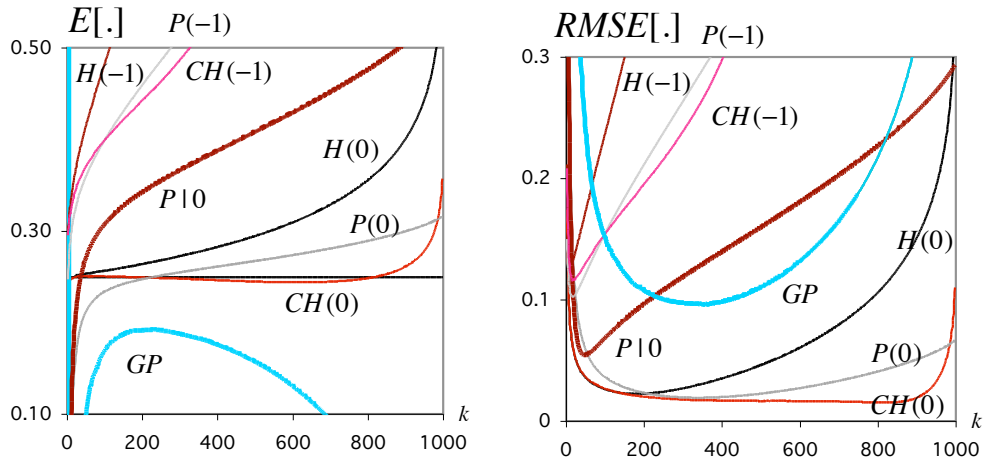 E[.]
P(−1)
0.50
H(−1)
CH(−1)
H(0)
P | 0
P(0)
0.30
CH(0)
GP
0.10
k
0 200 400 600 800 1000
RMSE[.]
P(−1)
0.3
H(−1)
CH(−1)
0.2
H(0)
0.1
GP
P | 0
P(0)
CH(0)
0
k
0 200 400 600 800 1000